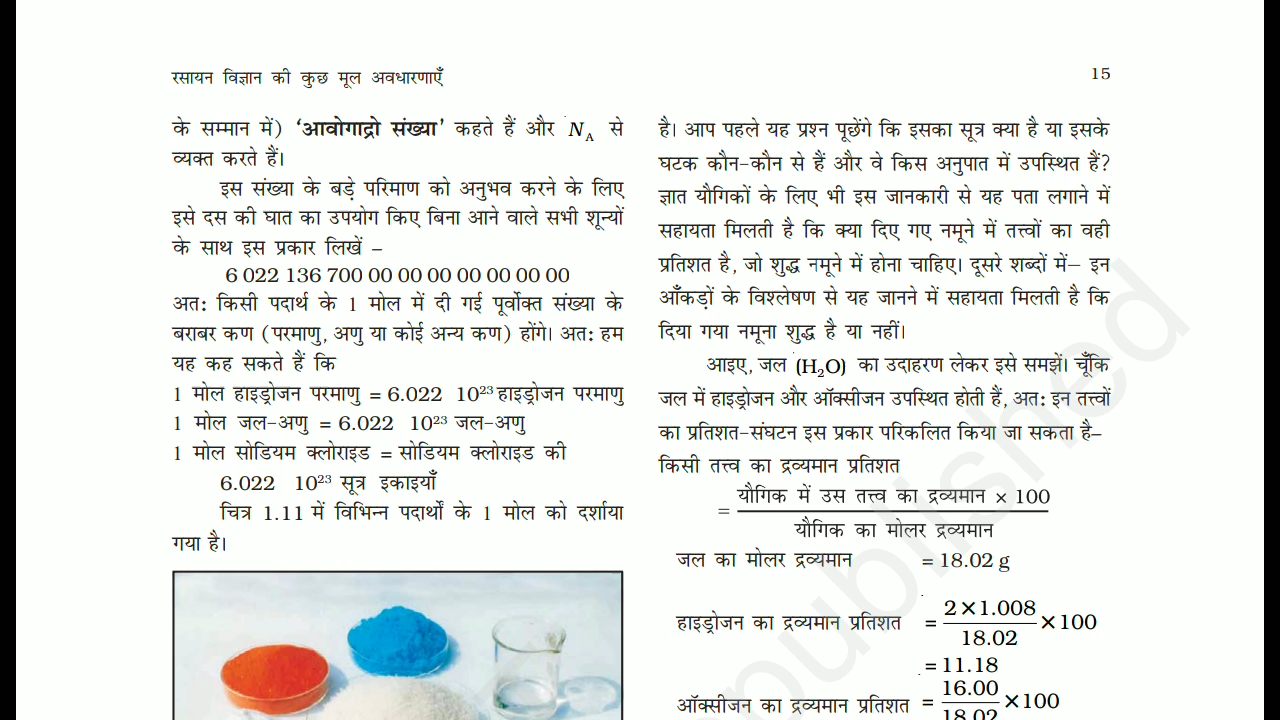 रसायन विज्ञान की कुछ मूल अवधारणाएँ
15
के सम्मान में) ‘आवोगाद्रो संख्या’ कहते हैं और N_A से
व्यक्त करते हैं।
इस संख्या के बड़े परिमाण को अनुभव करने के लिए
इसे दस की घात का उपयोग किए बिना आने वाले सभी शून्यों
के साथ इस प्रकार लिखें –
6 022 136 700 00 00 00 00 00 00 00
अत: किसी पदार्थ के 1 मोल में दी गई पूर्वोक्त संख्या के
बराबर कण (परमाणु, अणु या कोई अन्य कण) होंगे। अत: हम
यह कह सकते हैं कि
1 मोल हाइड्रोजन परमाणु = 6.022 10²³ हाइड्रोजन परमाणु
1 मोल जल-अणु = 6.022 10²³ जल-अणु
1 मोल सोडियम क्लोराइड = सोडियम क्लोराइड की
6.022 10²³ सूत्र इकाइयाँ
चित्र 1.11 में विभिन्न पदार्थों के 1 मोल को दर्शाया
गया है।
है। आप पहले यह प्रश्न पूछेंगे कि इसका सूत्र क्या है या इसके
घटक कौन-कौन से हैं और वे किस अनुपात में उपस्थित हैं?
ज्ञात यौगिकों के लिए भी इस जानकारी से यह पता लगाने में
सहायता मिलती है कि क्या दिए गए नमूने में तत्त्वों का वही
प्रतिशत है, जो शुद्ध नमूने में होना चाहिए। दूसरे शब्दों में– इन
आँकड़ों के विश्लेषण से यह जानने में सहायता मिलती है कि
दिया गया नमूना शुद्ध है या नहीं।
आइए, जल (H₂O) का उदाहरण लेकर इसे समझें। चूँकि
जल में हाइड्रोजन और ऑक्सीजन उपस्थित होती हैं, अत: इन तत्त्वों
का प्रतिशत-संघटन इस प्रकार परिकलित किया जा सकता है–
किसी तत्त्व का द्रव्यमान प्रतिशत
= यौगिक में उस तत्त्व का द्रव्यमान × 100
यौगिक का मोलर द्रव्यमान
जल का मोलर द्रव्यमान = 18.02 g
हाइड्रोजन का द्रव्यमान प्रतिशत = 2×1.008
18.02 ×100
= 11.18
ऑक्सीजन का द्रव्यमान प्रतिशत = 16.00
18.02 ×100
published